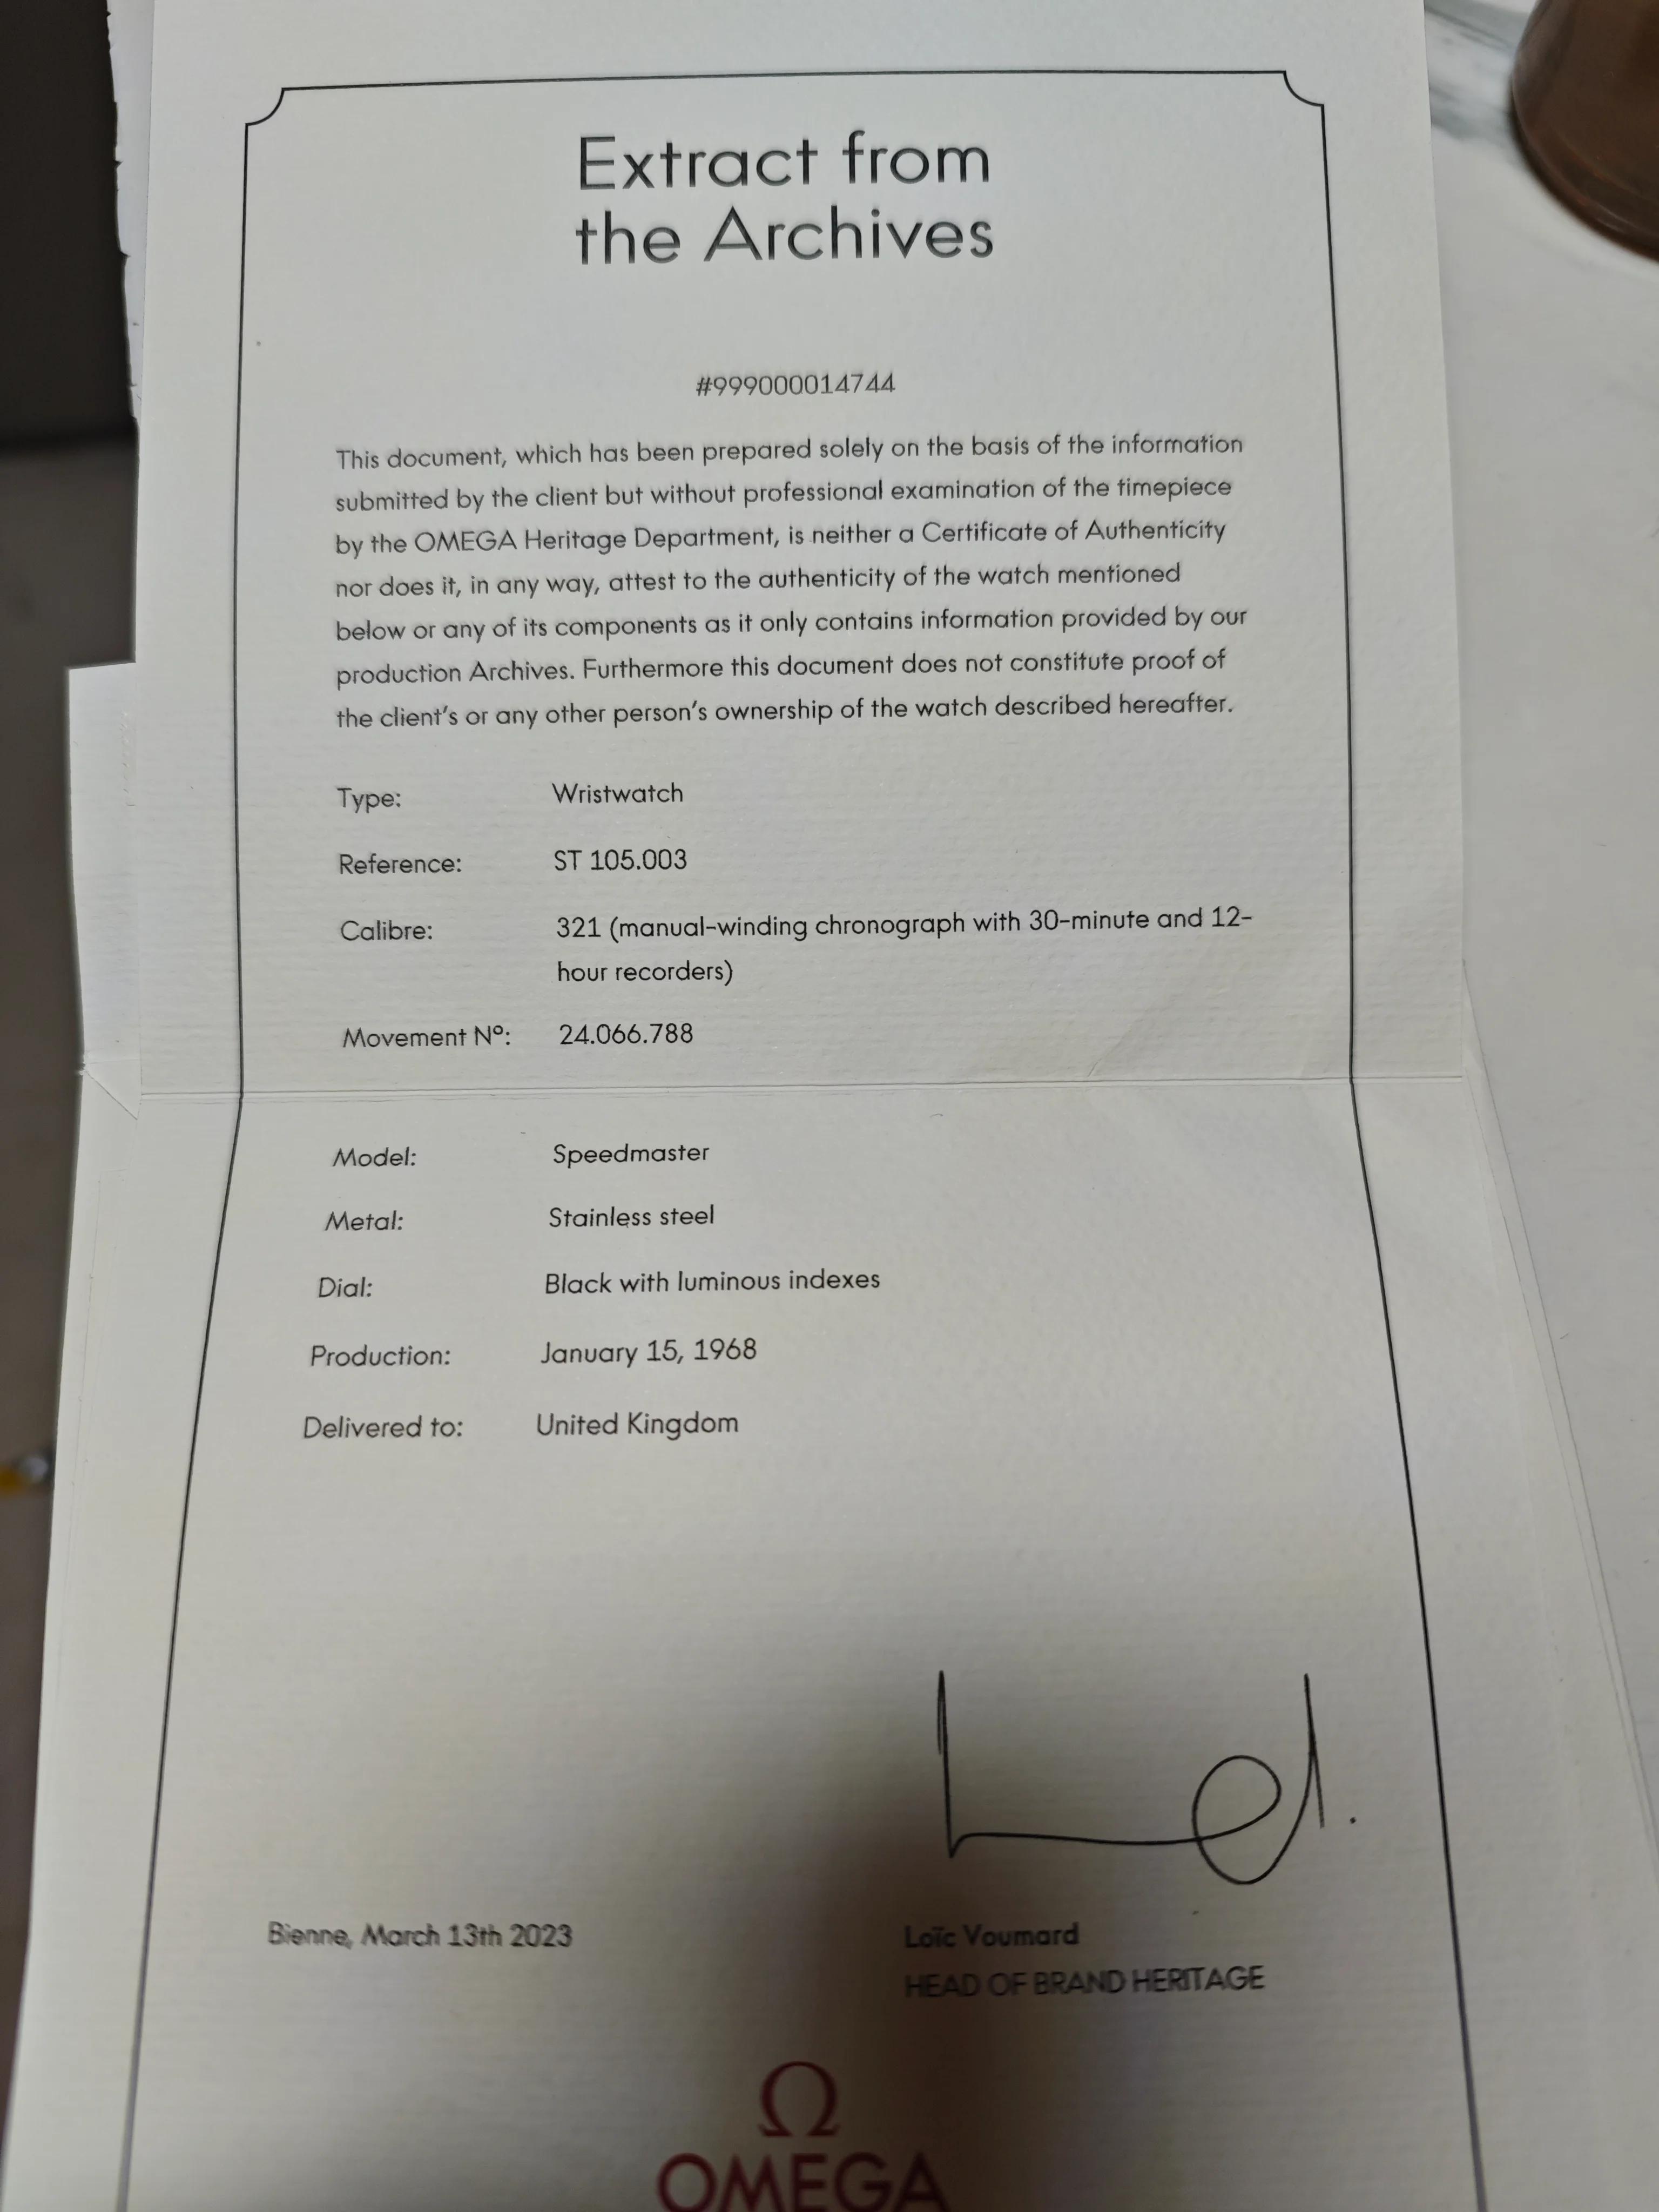 Extract from
the Archives
#999000014744
This document, which has been prepared solely on the basis of the information
submitted by the client but without professional examination of the timepiece
by the OMEGA Heritage Department, is neither a Certificate of Authenticity
nor does it, in any way, attest to the authenticity of the watch mentioned
below or any of its components as it only contains information provided by our
production Archives. Furthermore this document does not constitute proof of
the client's or any other person's ownership of the watch described hereafter.
Type: Wristwatch
Reference: ST 105.003
Calibre: 321 (manual-winding chronograph with 30-minute and 12-
hour recorders)
Movement Nº: 24.066.788
Model: Speedmaster
Metal: Stainless steel
Dial: Black with luminous indexes
Production: January 15, 1968
Delivered to: United Kingdom
Bienne, March 13th 2023
Loïc Voumard
HEAD OF BRAND HERITAGE
Ω
OMEGA